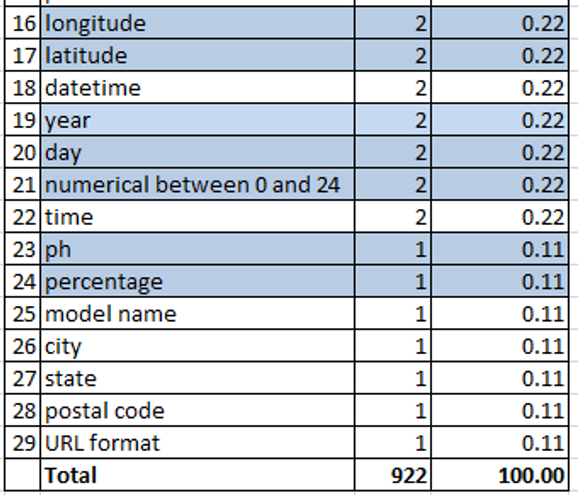 16 longitude 2 0.22
17 latitude 2 0.22
18 datetime 2 0.22
19 year 2 0.22
20 day 2 0.22
21 numerical between 0 and 24 2 0.22
22 time 2 0.22
23 ph 1 0.11
24 percentage 1 0.11
25 model name 1 0.11
26 city 1 0.11
27 state 1 0.11
28 postal code 1 0.11
29 URL format 1 0.11
Total 922 100.00